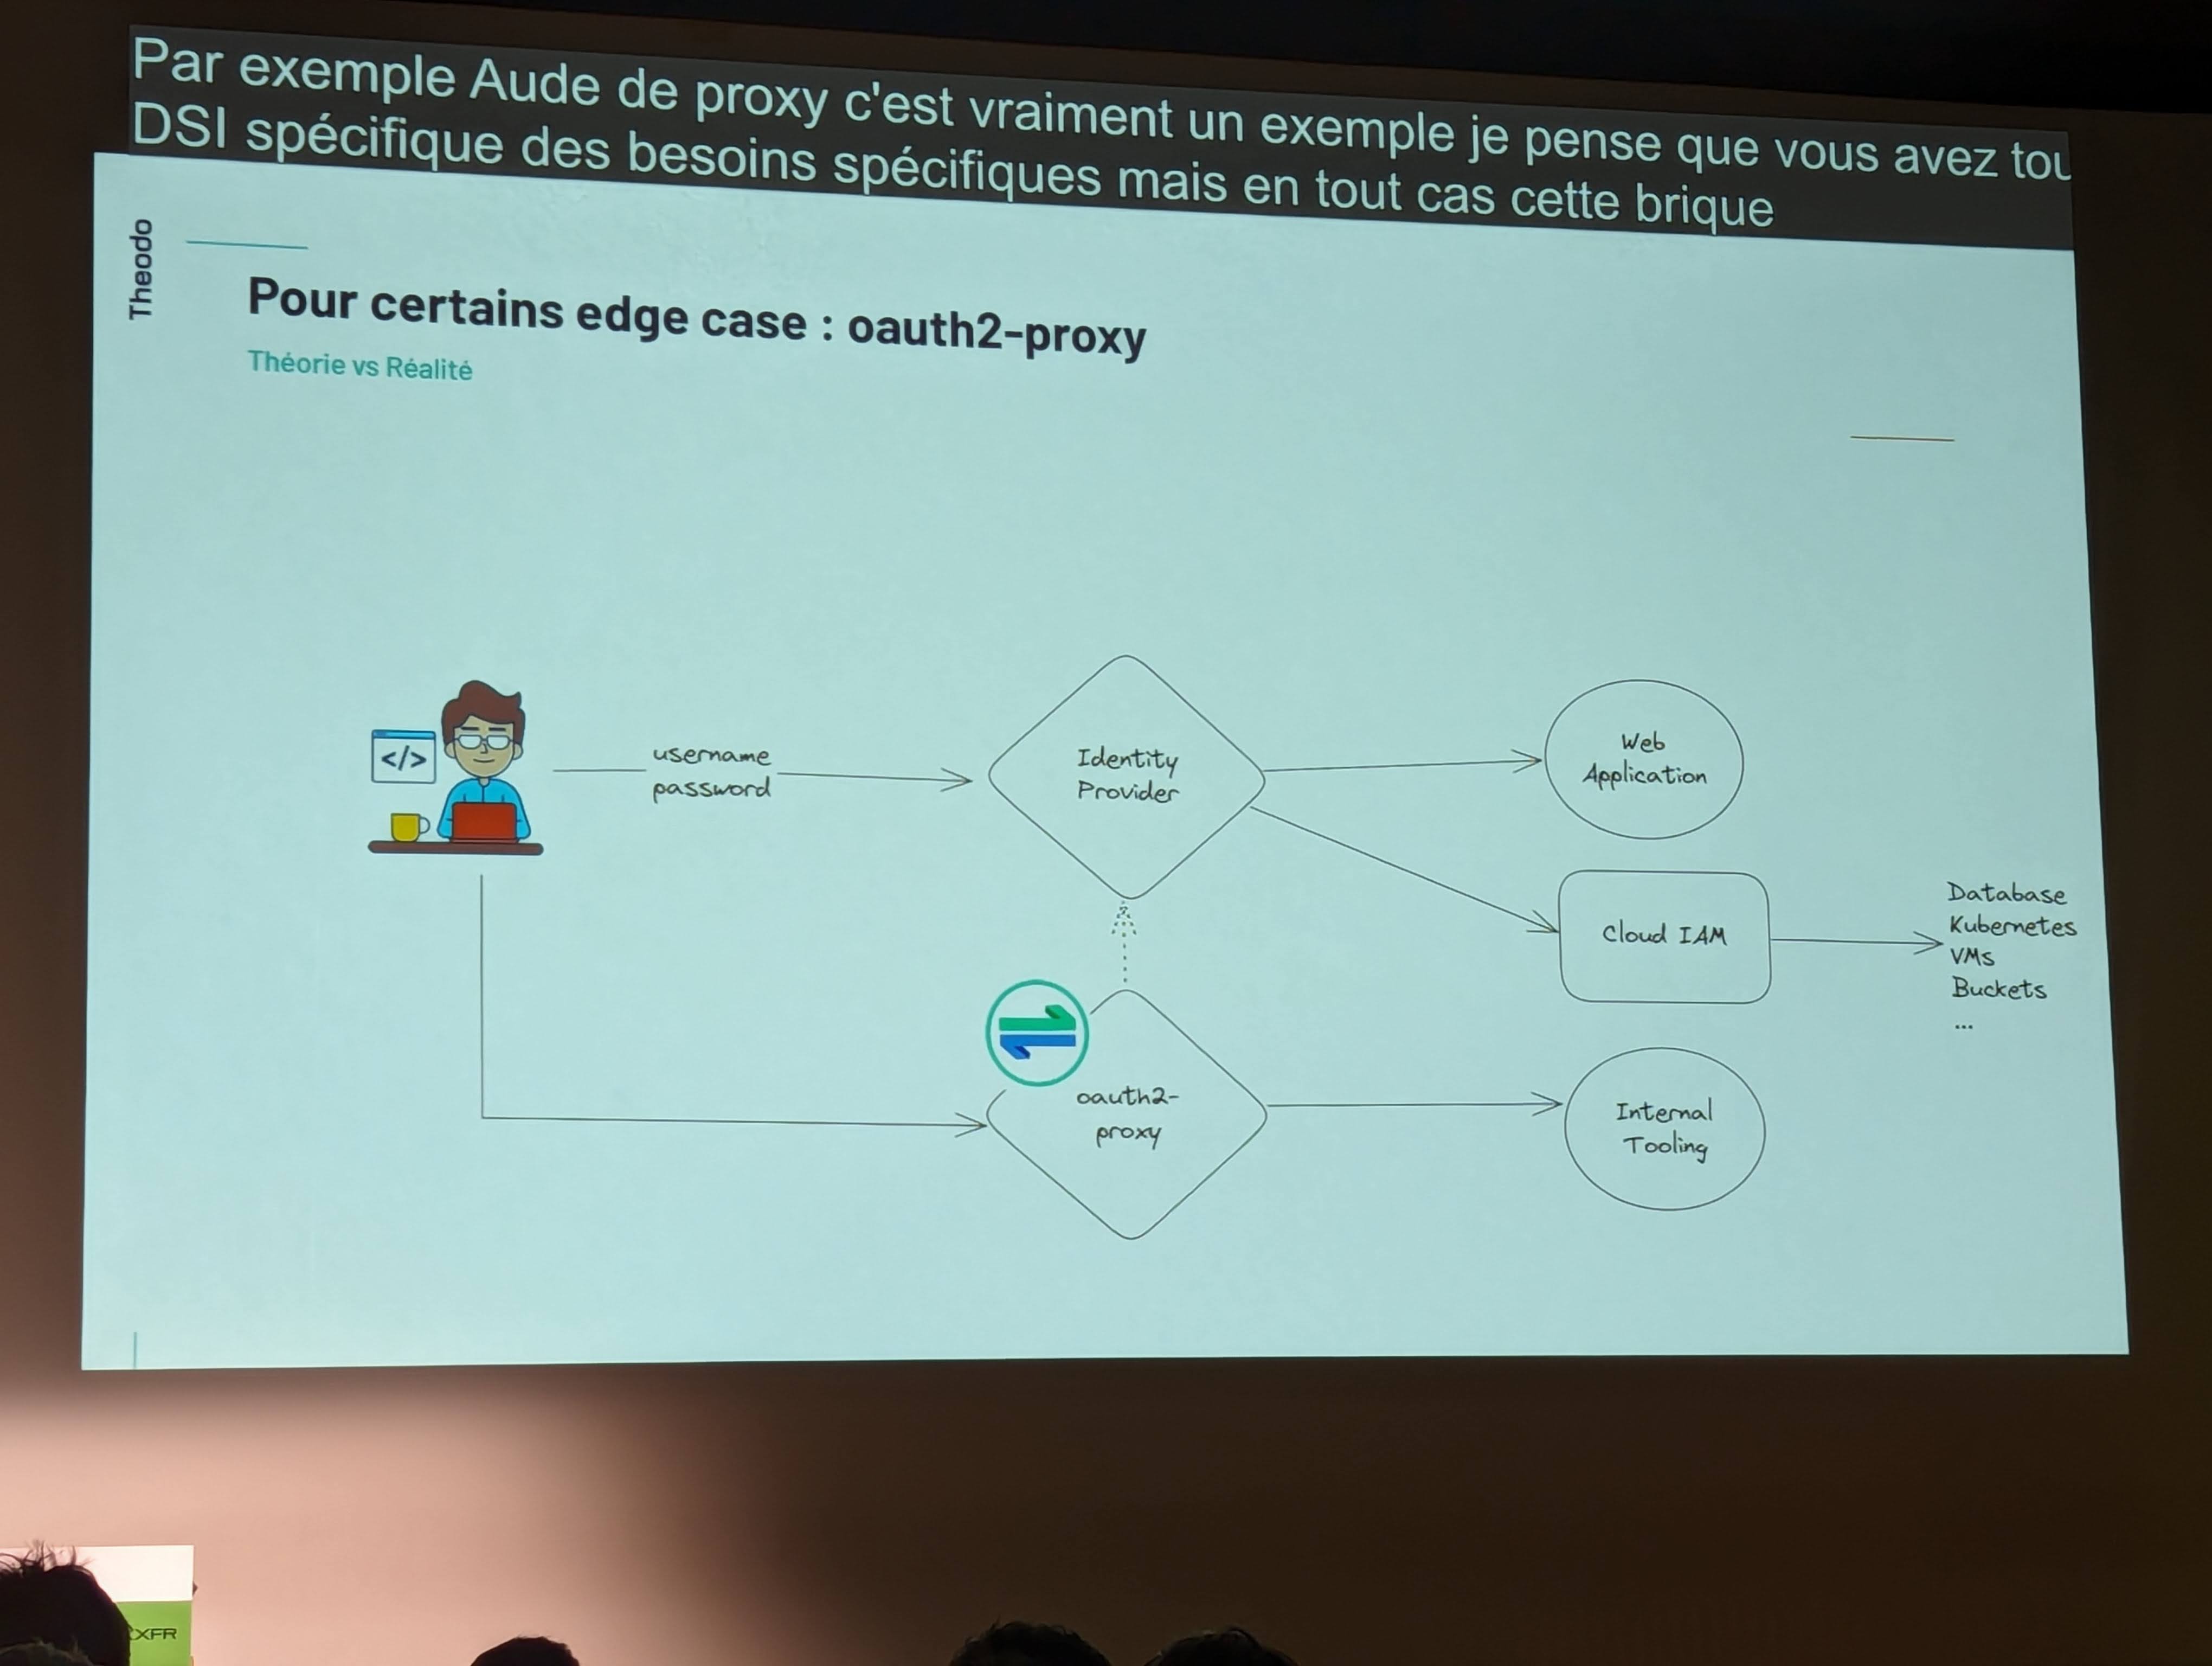 Par exemple Aude de proxy c'est vraiment un exemple je pense que vous avez
DSI spécifique des besoins spécifiques mais en tout cas cette brique
Theodo
Pour certains edge case : oauth2-proxy
Théorie vs Réalité
</>
username
password
Identity
Provider
Web
Application
Cloud IAM
Database
Kubernetes
VMs
Buckets
...
oauth2-
proxy
Internal
Tooling
XFR